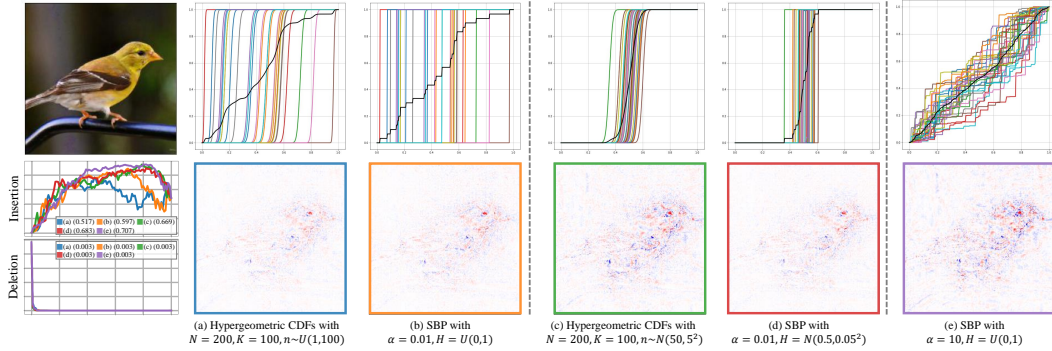 Insertion
(a) (0.517) (b) (0.597) (c) (0.669)
(d) (0.683) (e) (0.707)
Deletion
(a) (0.003) (b) (0.003) (c) (0.003)
(d) (0.003) (e) (0.003)
(a) Hypergeometric CDFs with
N = 200, K = 100, n~U(1,100)
(b) SBP with
α = 0.01, H = U(0,1)
(c) Hypergeometric CDFs with
N = 200, K = 100, n~N(50, 5²)
(d) SBP with
α = 0.01, H = N(0.5,0.05²)
(e) SBP with
α = 10, H = U(0,1)